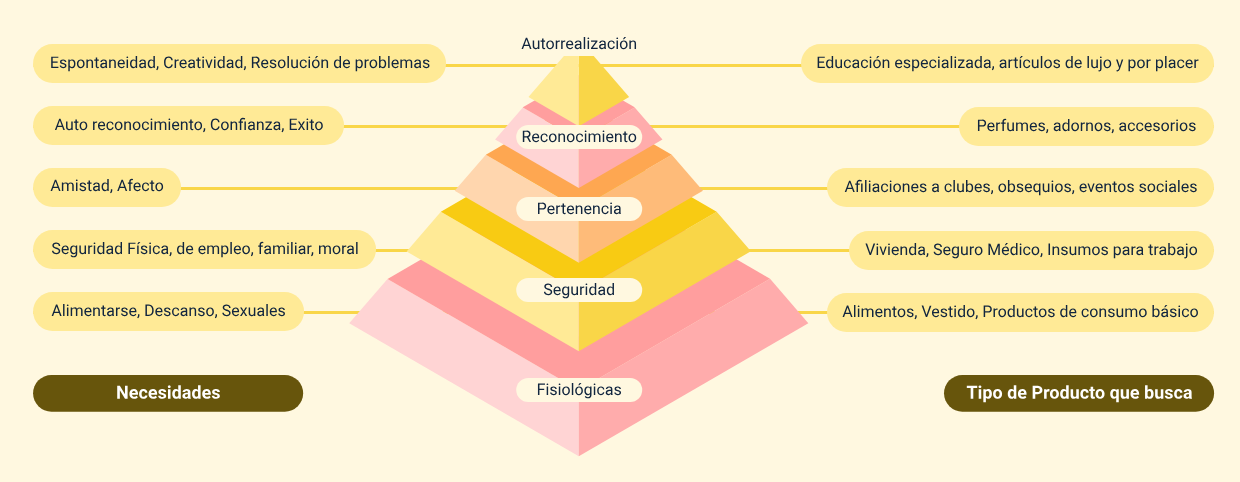 Autorrealización
Espontaneidad, Creatividad, Resolución de problemas
Educación especializada, artículos de lujo y por placer
Auto reconocimiento, Confianza, Exito
Reconocimiento
Perfumes, adornos, accesorios
Amistad, Afecto
Pertenencia
Afiliaciones a clubes, obsequios, eventos sociales
Seguridad Física, de empleo, familiar, moral
Seguridad
Vivienda, Seguro Médico, Insumos para trabajo
Alimentarse, Descanso, Sexuales
Fisiológicas
Alimentos, Vestido, Productos de consumo básico
Necesidades
Tipo de Producto que busca